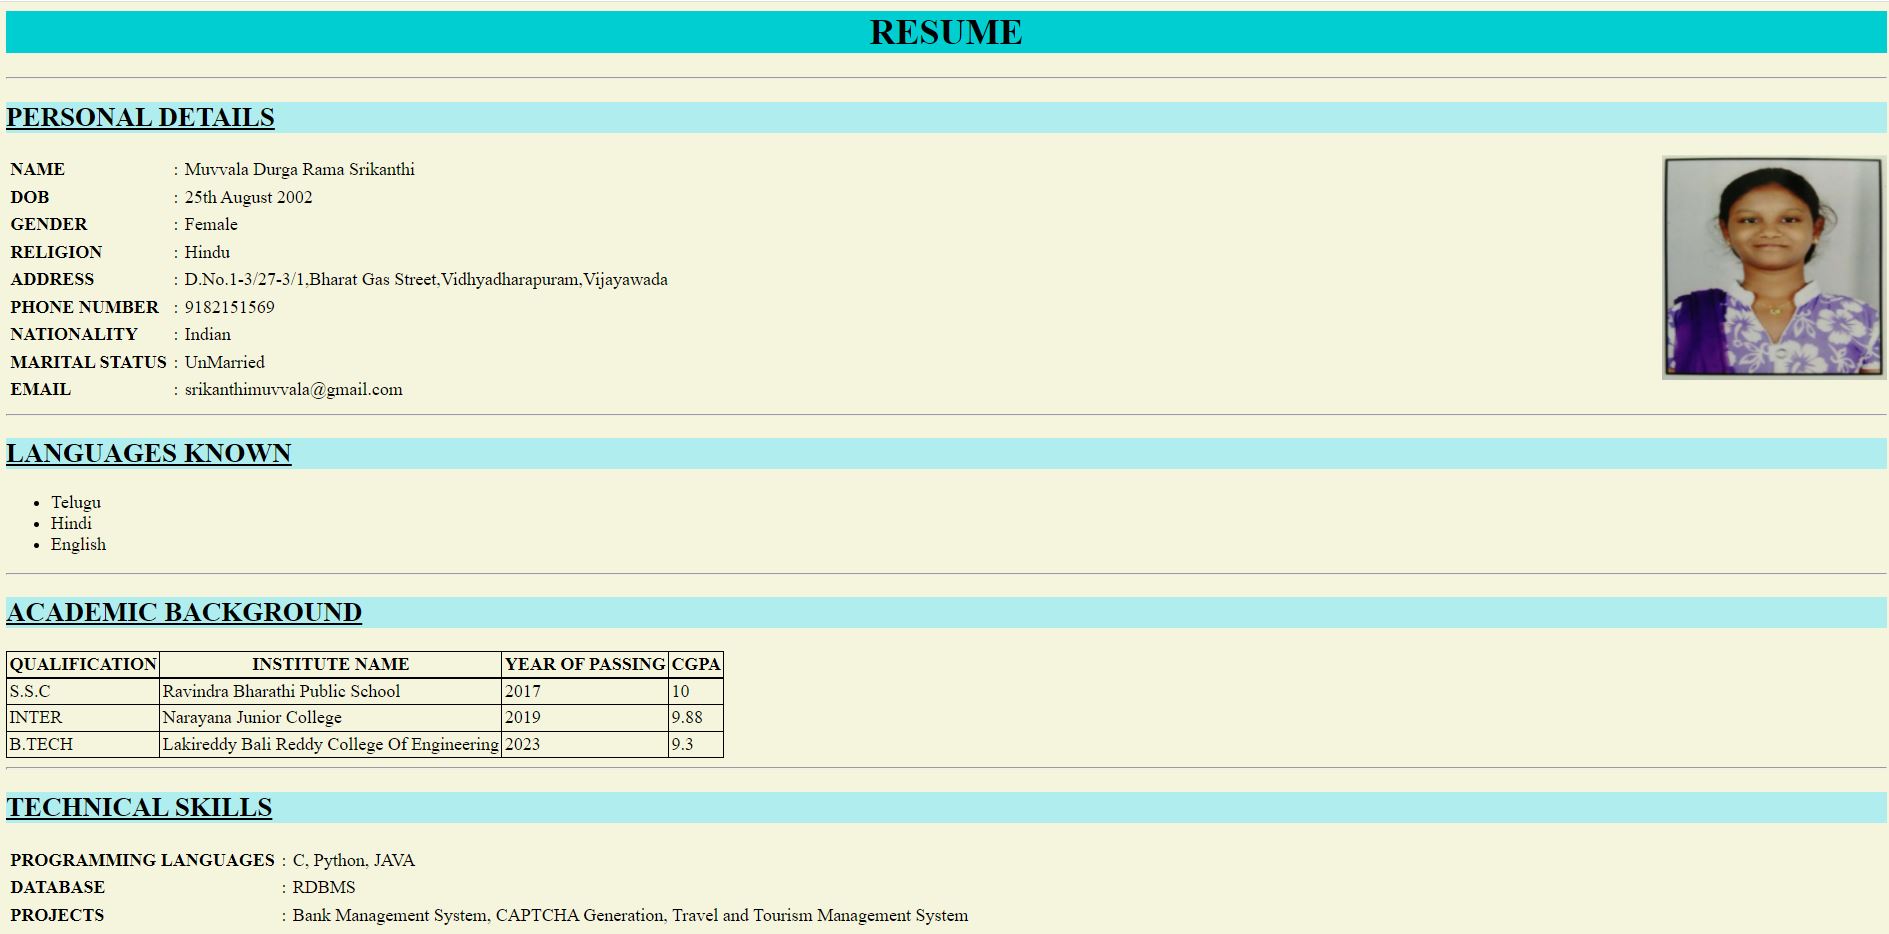 RESUME
PERSONAL DETAILS
NAME : Muvvala Durga Rama Srikanthi
DOB : 25th August 2002
GENDER : Female
RELIGION : Hindu
ADDRESS : D.No.1-3/27-3/1,Bharat Gas Street,Vidhyadharapuram,Vijayawada
PHONE NUMBER : 9182151569
NATIONALITY : Indian
MARITAL STATUS : UnMarried
EMAIL : srikanthimuvvala@gmail.com
LANGUAGES KNOWN
• Telugu
• Hindi
• English
ACADEMIC BACKGROUND
QUALIFICATION INSTITUTE NAME YEAR OF PASSING CGPA
S.S.C Ravindra Bharathi Public School 2017 10
INTER Narayana Junior College 2019 9.88
B.TECH Lakireddy Bali Reddy College Of Engineering 2023 9.3
TECHNICAL SKILLS
PROGRAMMING LANGUAGES : C, Python, JAVA
DATABASE : RDBMS
PROJECTS : Bank Management System, CAPTCHA Generation, Travel and Tourism Management System